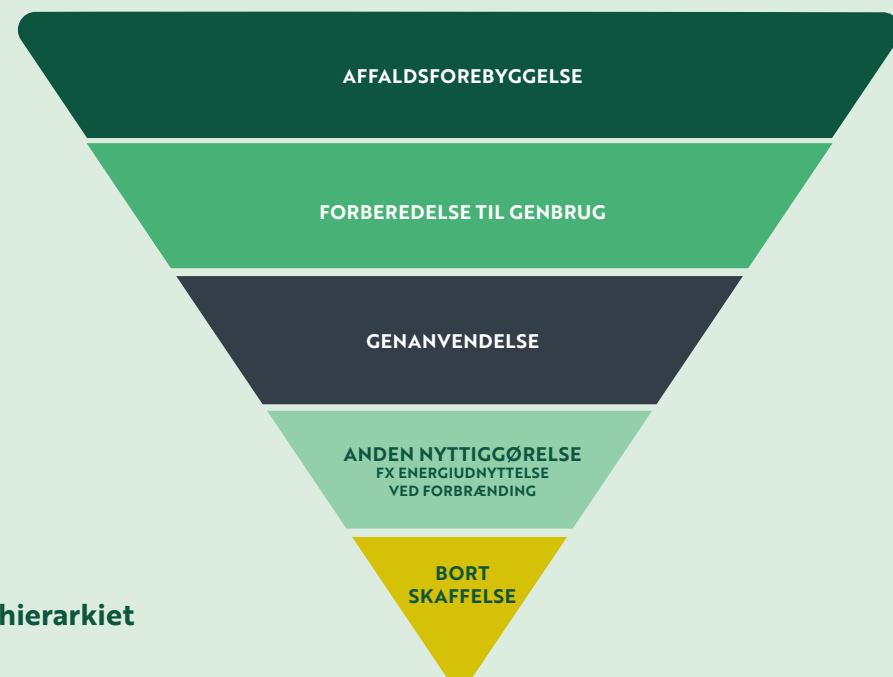 AFFALDSFOREBYGGELSE
FORBEREDELSE TIL GENBRUG
GENANVENDELSE
ANDEN NYTTIGGØRELSE
FX ENERGIUDNYTTELSE
VED FORBRÆNDING
BORT
SKAFFELSE
hierarkiet